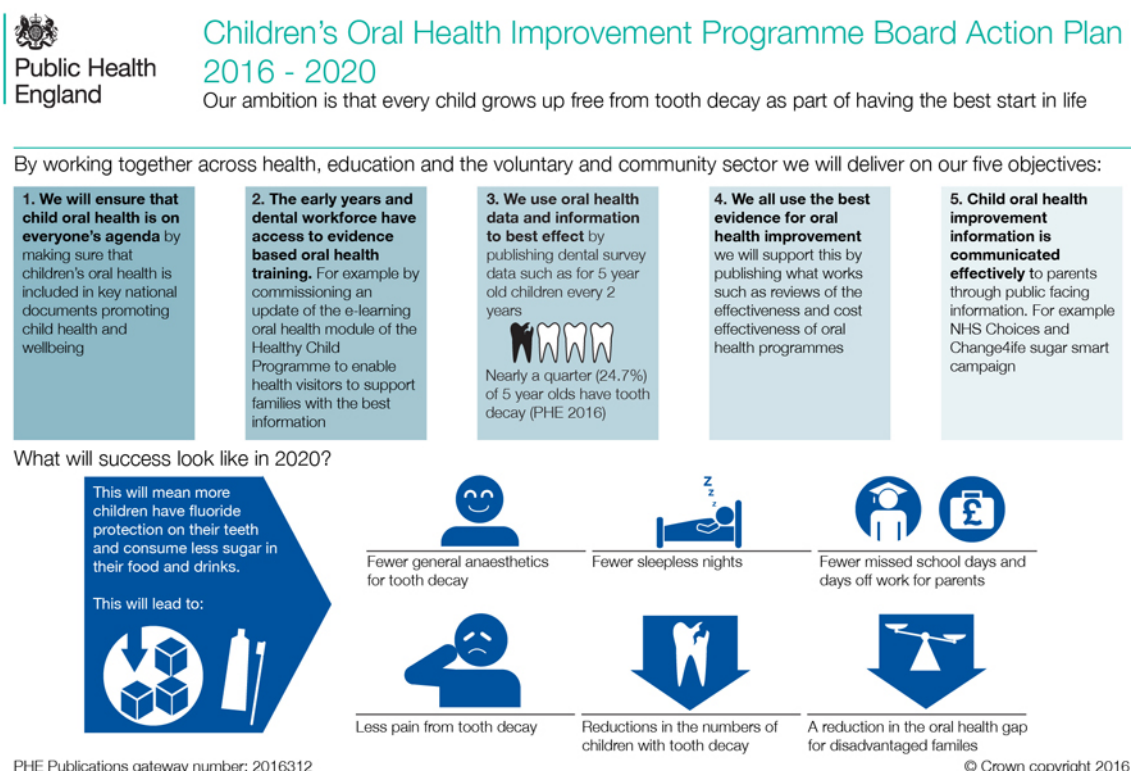 Public Health
England
Children's Oral Health Improvement Programme Board Action Plan
2016 - 2020
Our ambition is that every child grows up free from tooth decay as part of having the best start in life
By working together across health, education and the voluntary and community sector we will deliver on our five objectives:
1. We will ensure that
child oral health is on
everyone's agenda by
making sure that
children's oral health is
included in key national
documents promoting
child health and
wellbeing
2. The early years and
dental workforce have
access to evidence
based oral health
training. For example by
commissioning an
update of the e-learning
oral health module of the
Healthy Child
Programme to enable
health visitors to support
families with the best
information
3. We use oral health
data and information
to best effect by
publishing dental survey
data such as for 5 year
old children every 2
years
Nearly a quarter (24.7%)
of 5 year olds have tooth
decay (PHE 2016)
4. We all use the best
evidence for oral
health improvement
we will support this by
publishing what works
such as reviews of the
effectiveness and cost
effectiveness of oral
health programmes
5. Child oral health
improvement
information is
communicated
effectively to parents
through public facing
information. For example
NHS Choices and
Change4life sugar smart
campaign
What will success look like in 2020?
This will mean more
children have fluoride
protection on their teeth
and consume less sugar in
their food and drinks.
This will lead to:
Fewer general anaesthetics
for tooth decay
z
z
z
Fewer sleepless nights
£
Fewer missed school days and
days off work for parents
Less pain from tooth decay
Reductions in the numbers of
children with tooth decay
A reduction in the oral health gap
for disadvantaged familes
PHE Publications gateway number: 2016312
© Crown copyright 2016